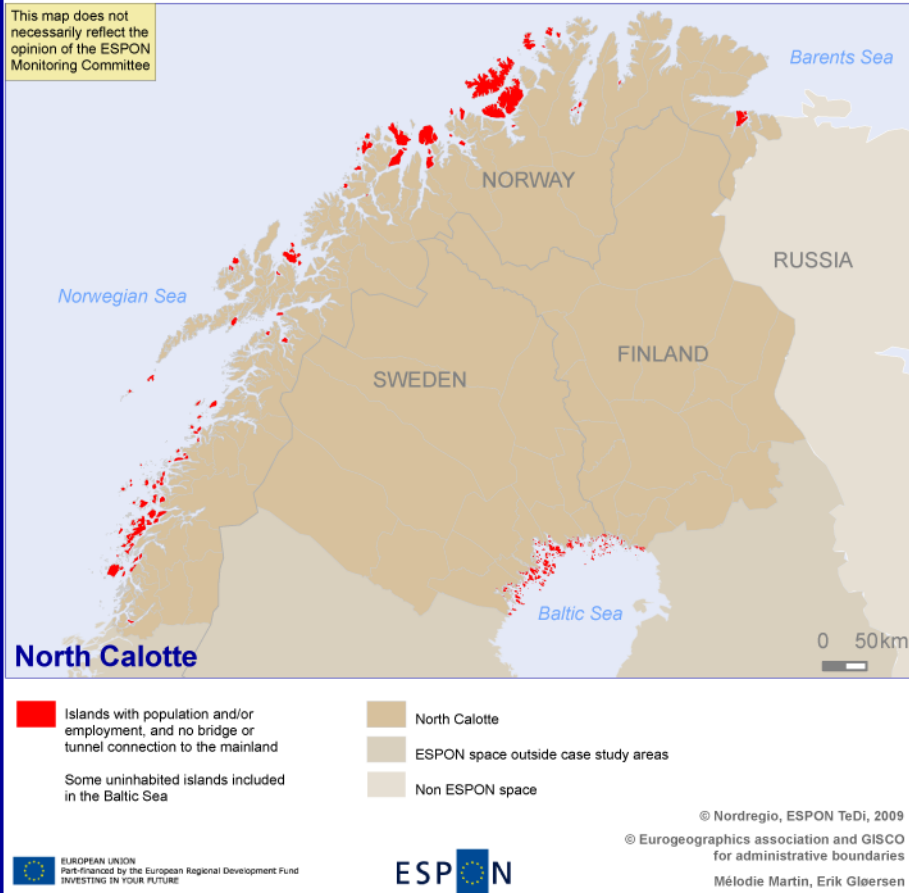 This map does not
necessarily reflect the
opinion of the ESPON
Monitoring Committee
Barents Sea
NORWAY
RUSSIA
Norwegian Sea
FINLAND
SWEDEN
Baltic Sea
North Calotte
0 50km
Islands with population and/or
employment, and no bridge or
tunnel connection to the mainland
Some uninhabited islands included
in the Baltic Sea
North Calotte
ESPON space outside case study areas
Non ESPON space
© Nordregio, ESPON TeDi, 2009
© Eurogeographics association and GISCO
for administrative boundaries
Mélodie Martin, Erik Gløersen
EUROPEAN UNION
Part-financed by the European Regional Development Fund
INVESTING IN YOUR FUTURE
ESPON